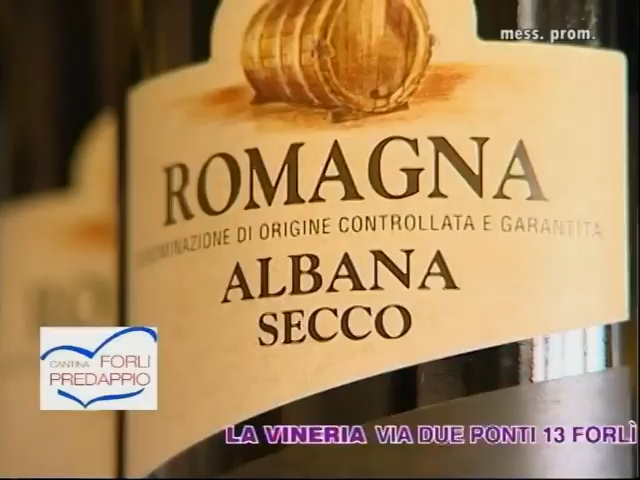 mess. prom.
ROMAGNA
DENOMINAZIONE DI ORIGINE CONTROLLATA E GARANTITA
ALBANA
SECCO
CANTINA FORLI
PREDAPPIO
LA VINERIA VIA DUE PONTI 13 FORLÌ